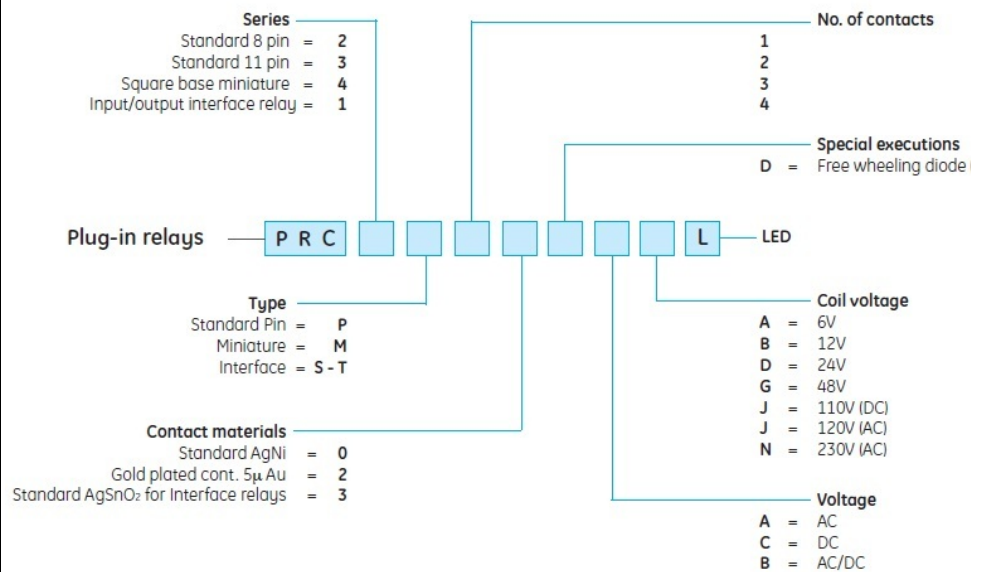 Series
Standard 8 pin = 2
Standard 11 pin = 3
Square base miniature = 4
Input/output interface relay = 1
No. of contacts
1
2
3
4
Special executions
D = Free wheeling diode
Plug-in relays
P R C
L
LED
Type
Standard Pin = P
Miniature = M
Interface = S - T
Contact materials
Standard AgNi = 0
Gold plated cont. 5µ Au = 2
Standard AgSnO₂ for Interface relays = 3
Coil voltage
A = 6V
B = 12V
D = 24V
G = 48V
J = 110V (DC)
J = 120V (AC)
N = 230V (AC)
Voltage
A = AC
C = DC
B = AC/DC